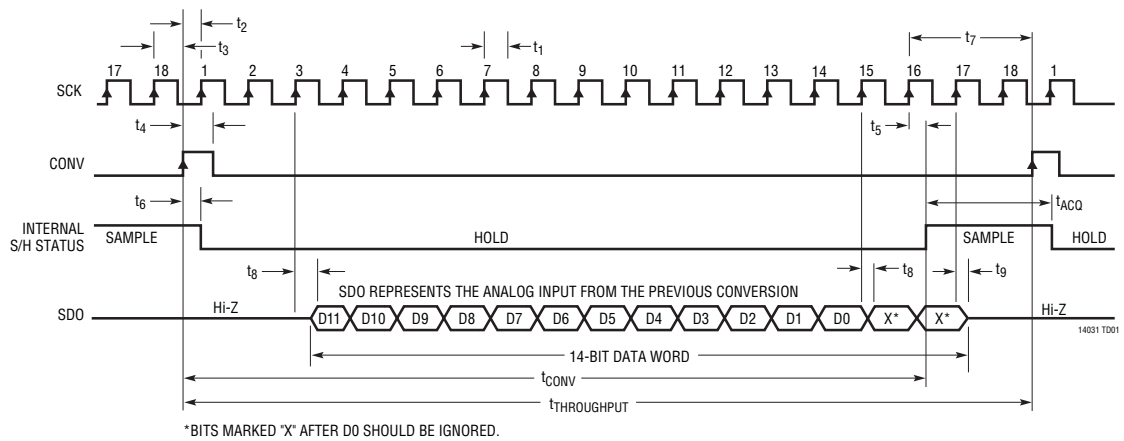 t2
t3
t1
t7
17 18 1 2 3 4 5 6 7 8 9 10 11 12 13 14 15 16 17 18 1
SCK
t4
t5
CONV
t6
tACQ
INTERNAL
S/H STATUS
SAMPLE
HOLD
SAMPLE
HOLD
t8
t8
t9
SDO REPRESENTS THE ANALOG INPUT FROM THE PREVIOUS CONVERSION
SDO
Hi-Z
D11 D10 D9 D8 D7 D6 D5 D4 D3 D2 D1 D0 X* X*
Hi-Z
14031 TD01
14-BIT DATA WORD
tCONV
tTHROUGHPUT
*BITS MARKED "X" AFTER D0 SHOULD BE IGNORED.